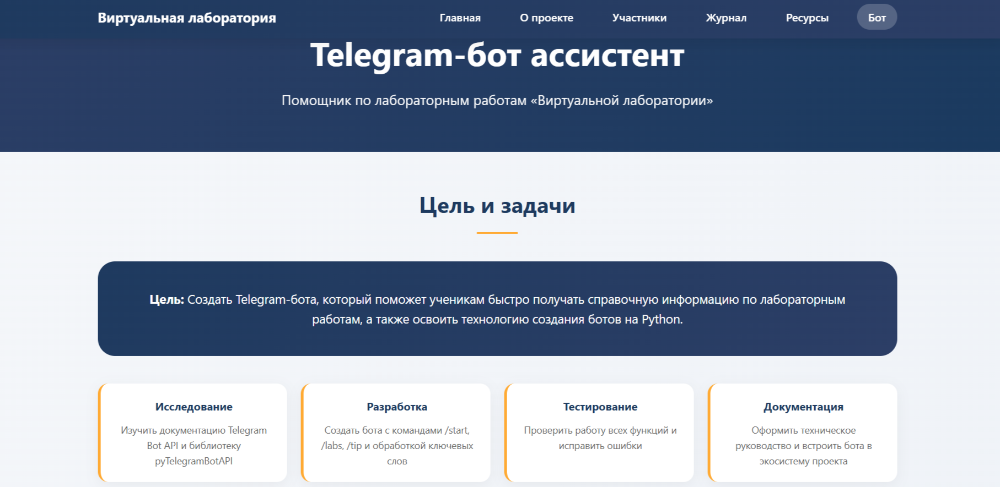 Виртуальная лаборатория
Главная
О проекте
Участники
Журнал
Ресурсы
Бот
Telegram-бот ассистент
Помощник по лабораторным работам «Виртуальной лаборатории»
Цель и задачи
Цель: Создать Telegram-бота, который поможет ученикам быстро получать справочную информацию по лабораторным
работам, а также освоить технологию создания ботов на Python.
Исследование
Изучить документацию Telegram
Bot API и библиотеку
pyTelegramBotAPI
Разработка
Создать бота с командами /start,
/labs, /tip и обработкой ключевых
слов
Тестирование
Проверить работу всех функций и
исправить ошибки
Документация
Оформить техническое
руководство и встроить бота в
экосистему проекта